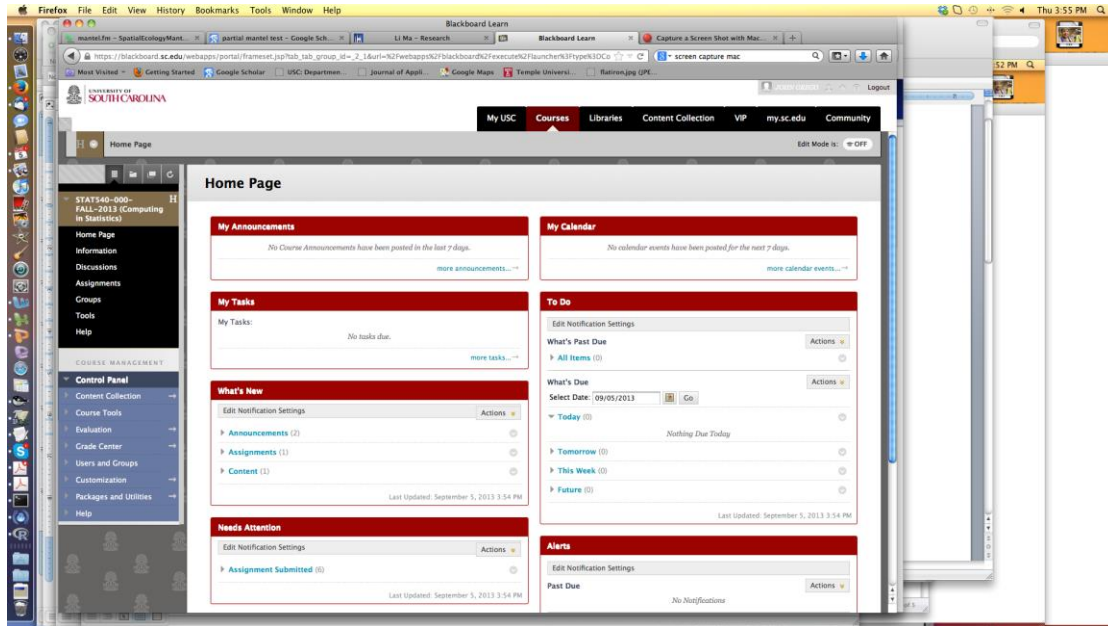 Firefox File Edit View History Bookmarks Tools Window Help
Thu 3:55 PM
Blackboard Learn
mantel.fm – SpatialEcologyMant...
partial mantel test – Google Sch...
Li Ma – Research
Blackboard Learn
Capture a Screen Shot with Mac...
https://blackboard.sc.edu/webapps/portal/frameset.jsp?tab_tab_group_id=_2_1&url=%2Fwebapps%2Fblackboard%2Fexecute%2Flauncher%3Ftype%3DCo
screen capture mac
:52 PM
Most Visited
Getting Started
Google Scholar
USC: Departmen...
Journal of Appli...
Google Maps
Temple Universi...
flatiron.jpg (JPE...
UNIVERSITY OF
SOUTH CAROLINA
Logout
My USC Courses Libraries Content Collection VIP my.sc.edu Community
Home Page
Edit Mode is: OFF
STAT540-000-
FALL-2013 (Computing
in Statistics)
Home Page
Information
Discussions
Assignments
Groups
Tools
Help
COURSE MANAGEMENT
Control Panel
Content Collection
Course Tools
Evaluation
Grade Center
Users and Groups
Customization
Packages and Utilities
Help
Home Page
My Announcements
No Course Announcements have been posted in the last 7 days.
more announcements...
My Tasks
My Tasks:
No tasks due.
more tasks...
What's New
Edit Notification Settings
Actions
Announcements (2)
Assignments (1)
Content (1)
Last Updated: September 5, 2013 3:54 PM
Needs Attention
Edit Notification Settings
Actions
Assignment Submitted (6)
Last Updated: September 5, 2013 3:54 PM
My Calendar
No calendar events have been posted for the next 7 days.
more calendar events...
To Do
Edit Notification Settings
What's Past Due
Actions
All Items (0)
What's Due
Actions
Select Date: 09/05/2013 Go
Today (0)
Nothing Due Today
Tomorrow (0)
This Week (0)
Future (0)
Last Updated: September 5, 2013 3:54 PM
Alerts
Edit Notification Settings
Past Due
Actions
No Notifications